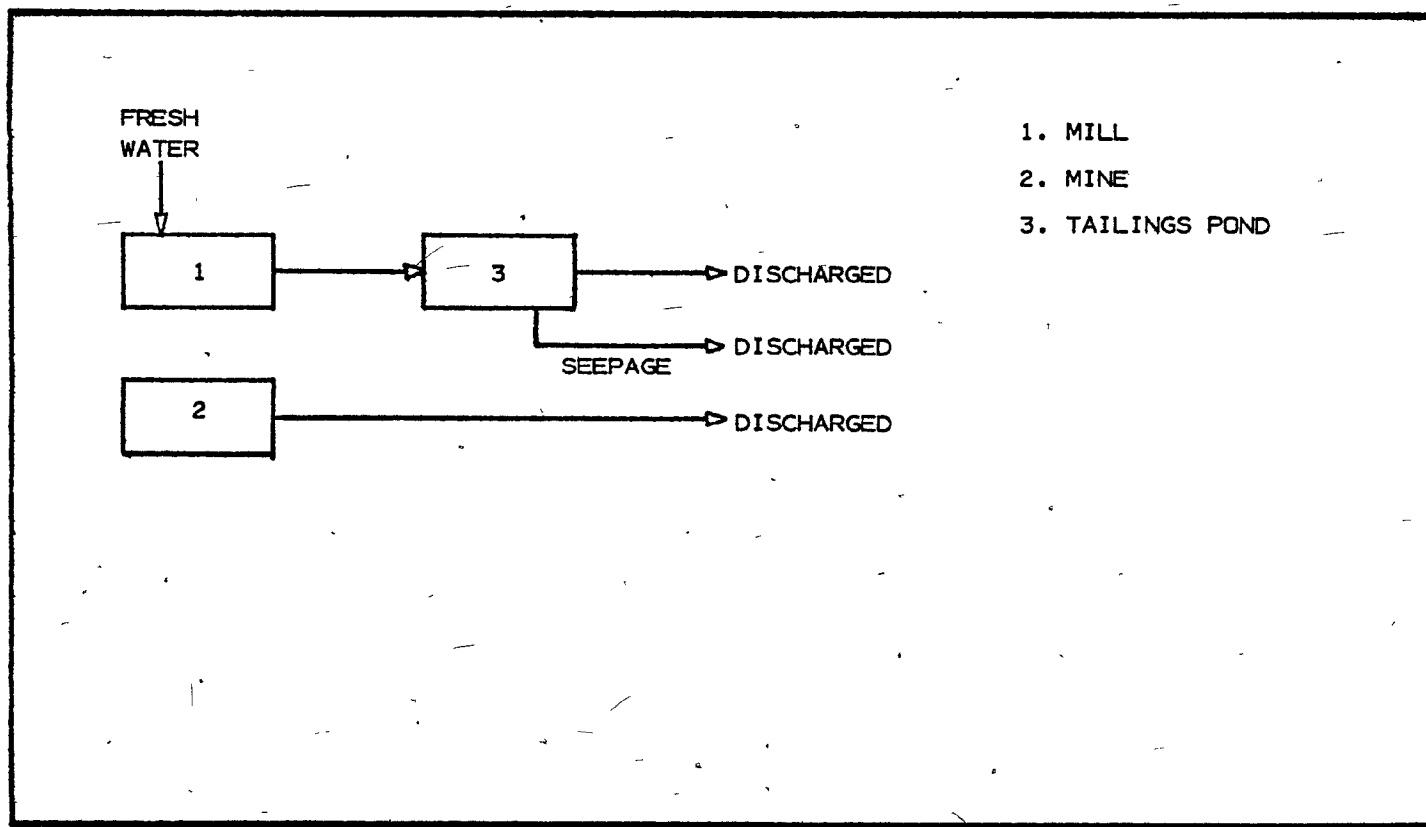 FRESH
WATER
1. MILL
2. MINE
3. TAILINGS POND
1
3
DISCHARGED
DISCHARGED
SEEPAGE
2
DISCHARGED